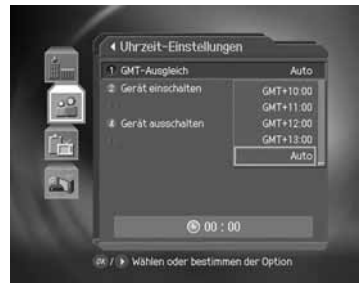 Uhrzeit-Einstellungen
1 GMT-Ausgleich Auto
2 Gerät einschalten
GMT+10:00
GMT+11:00
4 Gerät ausschalten
GMT+12:00
GMT+13:00
Auto
00 : 00
OK / Wählen oder bestimmen der Option